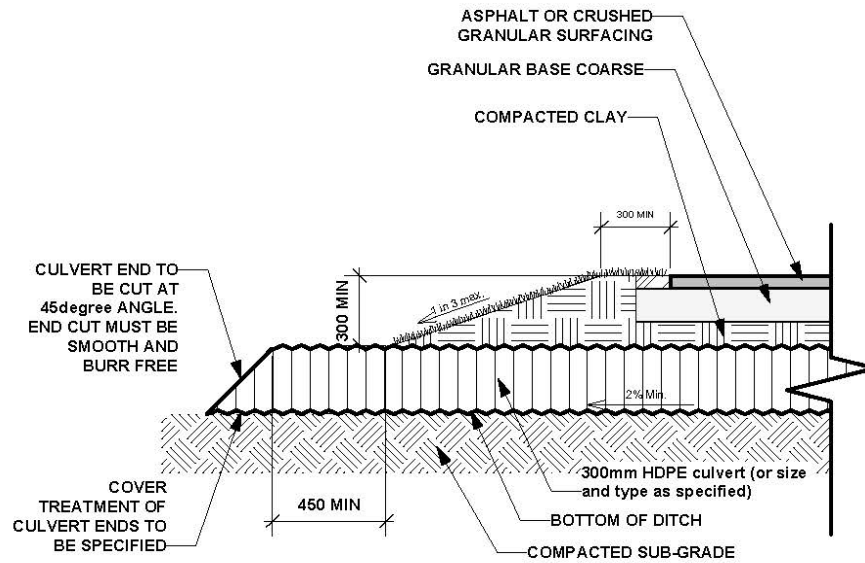 ASPHALT OR CRUSHED
GRANULAR SURFACING
GRANULAR BASE COARSE
COMPACTED CLAY
300 MIN
CULVERT END TO
BE CUT AT
45degree ANGLE.
END CUT MUST BE
SMOOTH AND
BURR FREE
300 MIN
1 in 3 max.
2% Min.
COVER
TREATMENT OF
CULVERT ENDS TO
BE SPECIFIED
450 MIN
300mm HDPE culvert (or size
and type as specified)
BOTTOM OF DITCH
COMPACTED SUB-GRADE